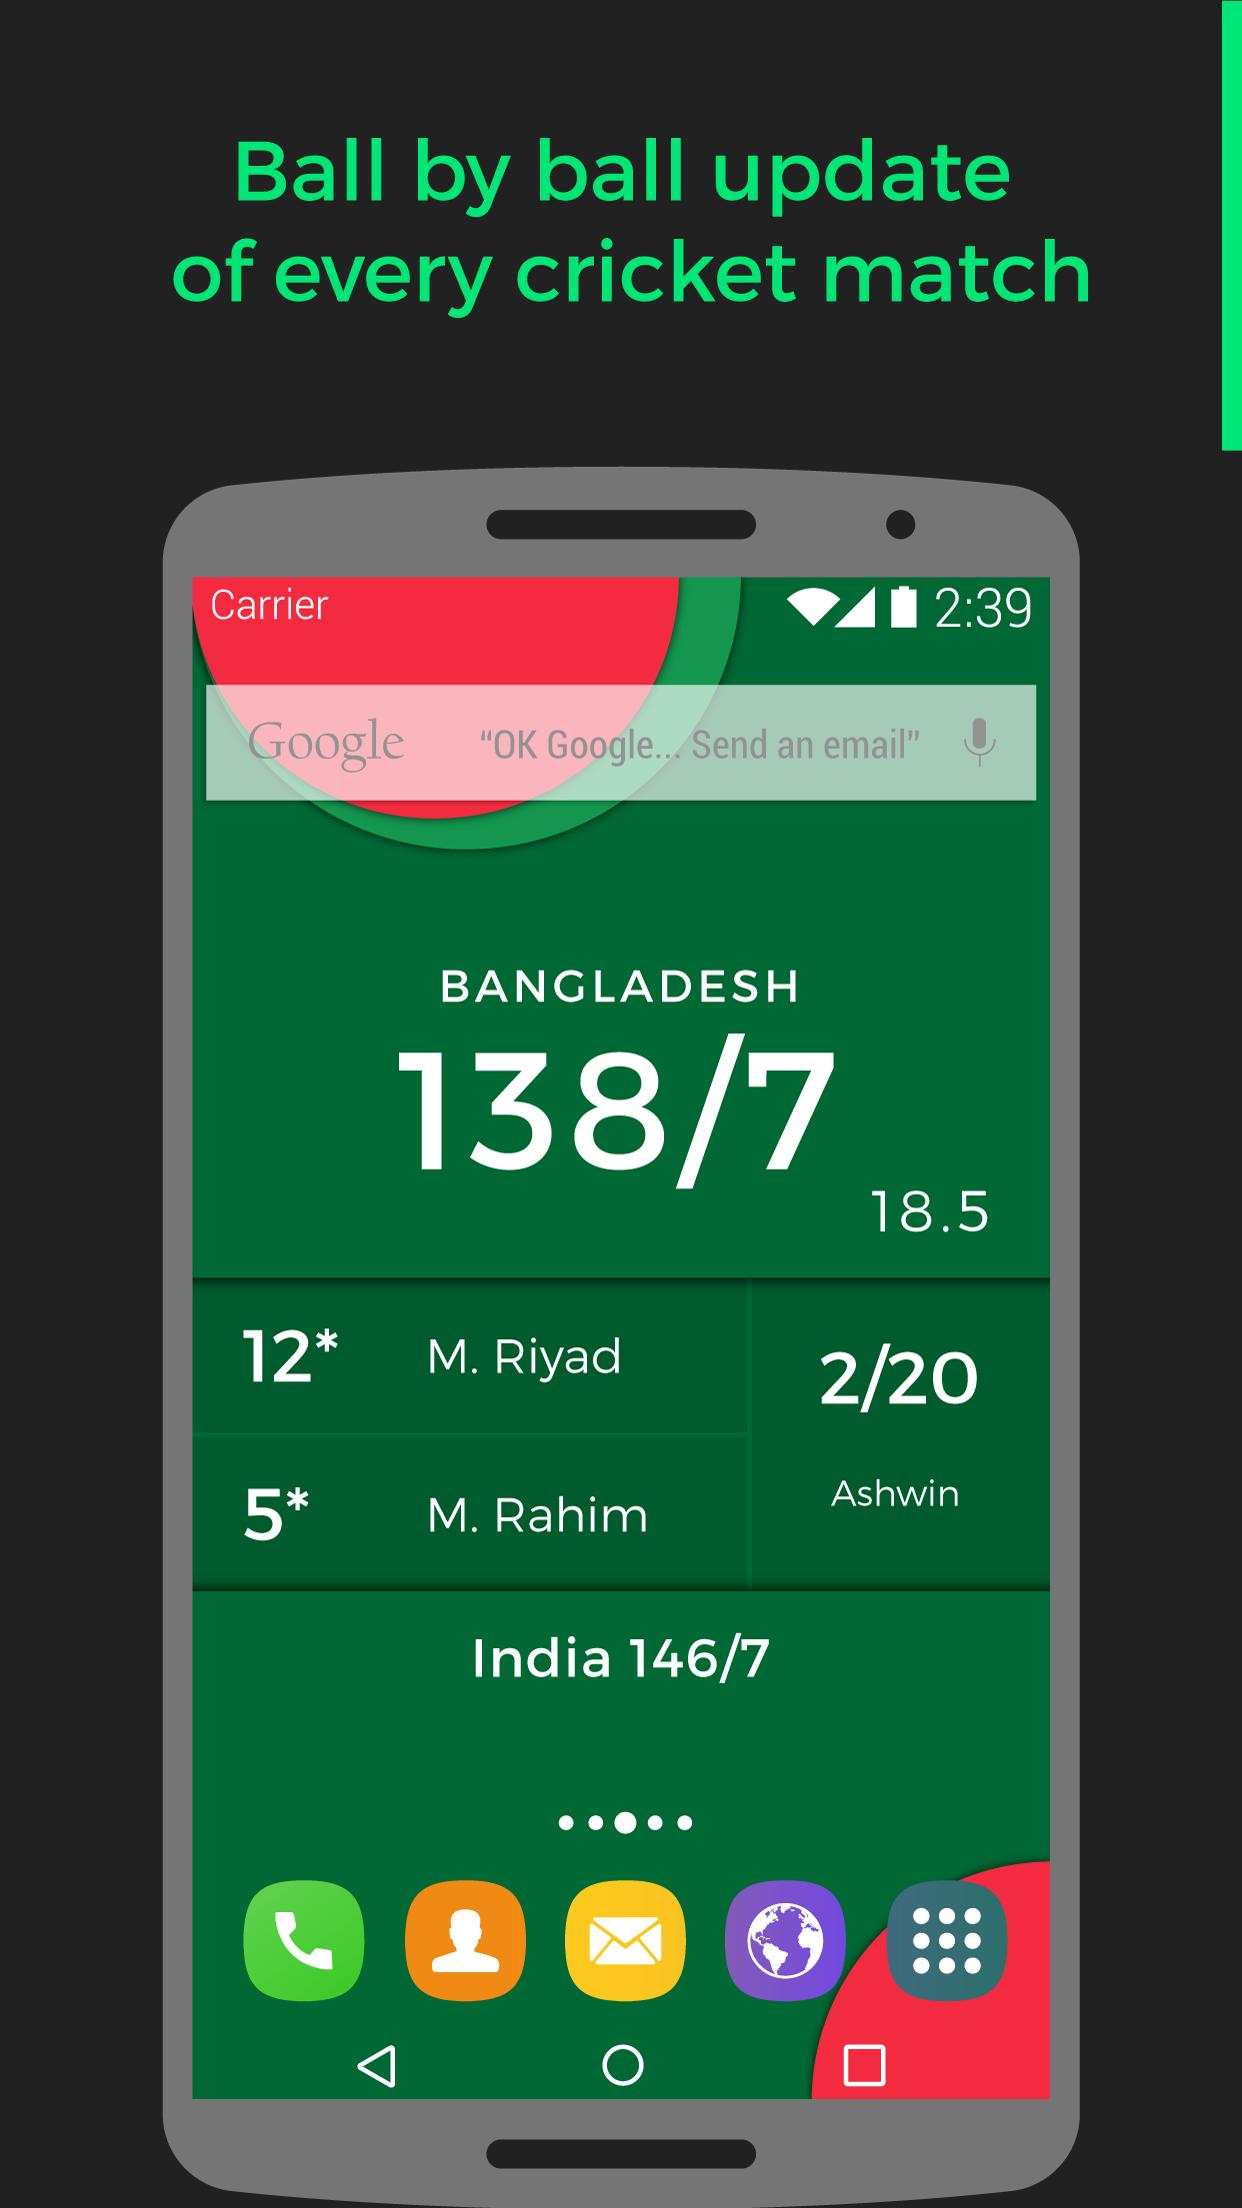 Ball by ball update
of every cricket match
Carrier 2:39
Google “OK Google... Send an email”
BANGLADESH
138/7
18.5
12* M. Riyad
2/20
Ashwin
5* M. Rahim
India 146/7